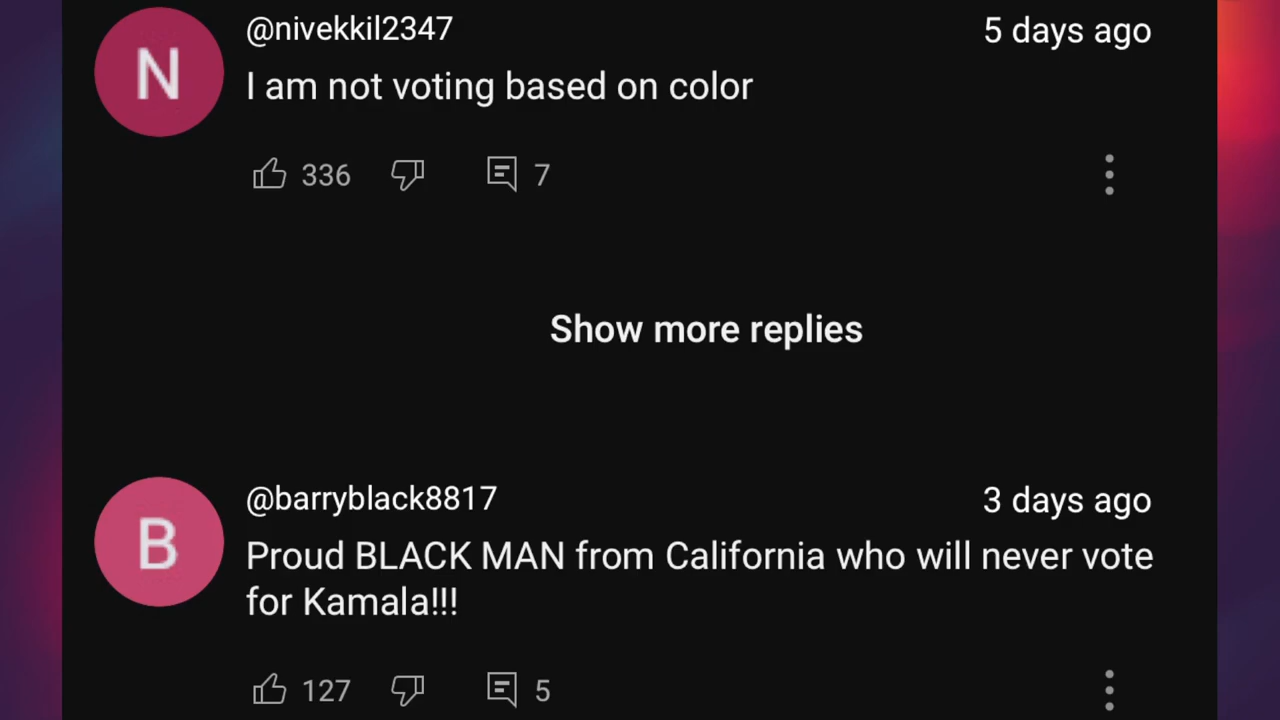 N
@nivekkil2347
5 days ago
I am not voting based on color
336
7
Show more replies
B
@barryblack8817
3 days ago
Proud BLACK MAN from California who will never vote
for Kamala!!!
127
5